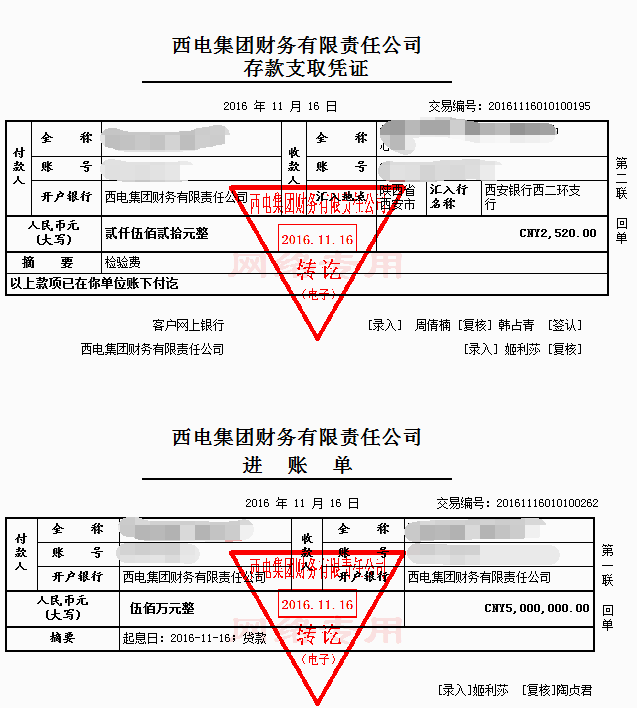 西电集团财务有限责任公司
存款支取凭证
2016 年 11 月 16 日 交易编号: 20161116010100195
付款人 全 称 收款人 全 称 心
账 号 账 号
开户银行 西电集团财务有限责任公司 汇入地点 陕西省西安市 汇入行名称 西安银行西二环支行
人民币元(大写) 贰仟伍佰贰拾元整 CNY2,520.00
摘 要 检验费
以上款项已在你单位账下付讫
第二联 回单
西电集团财务有限责任公司
2016.11.16
网络专用
转讫
(电子)
客户网上银行 [录入] 周倩楠 [复核] 韩占青 [签认]
西电集团财务有限责任公司 [录入] 姬利莎 [复核]
西电集团财务有限责任公司
进 账 单
2016 年 11 月 16 日 交易编号: 20161116010100262
付款人 全 称 收款人 全 称
账 号 账 号
开户银行 西电集团财务有限责任公司 开户银行 西电集团财务有限责任公司
人民币元(大写) 伍佰万元整 CNY5,000,000.00
摘要 起息日: 2016-11-16; 贷款
第一联 回单
西电集团财务有限责任公司
2016.11.16
网络专用
转讫
(电子)
[录入]姬利莎 [复核]陶贞君